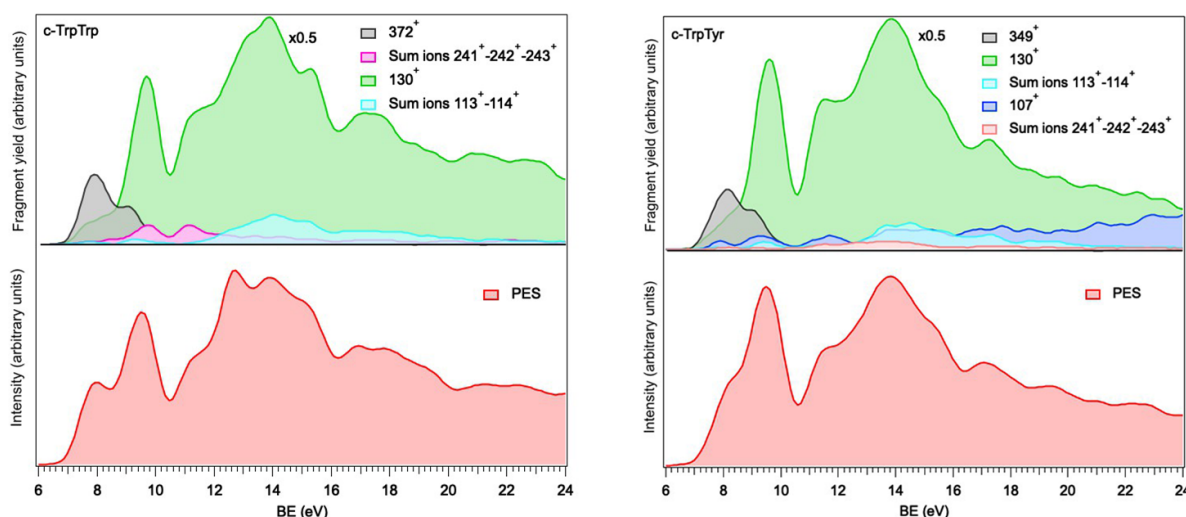 c-TrpTrp
x0.5
372+
Sum ions 241+-242+-243+
130+
Sum ions 113+-114+
Fragment yield (arbitrary units)
PES
Intensity (arbitrary units)
6 8 10 12 14 16 18 20 22 24
BE (eV)
c-TrpTyr
x0.5
349+
130+
Sum ions 113+-114+
107+
Sum ions 241+-242+-243+
Fragment yield (arbitrary units)
PES
Intensity (arbitrary units)
6 8 10 12 14 16 18 20 22 24
BE (eV)